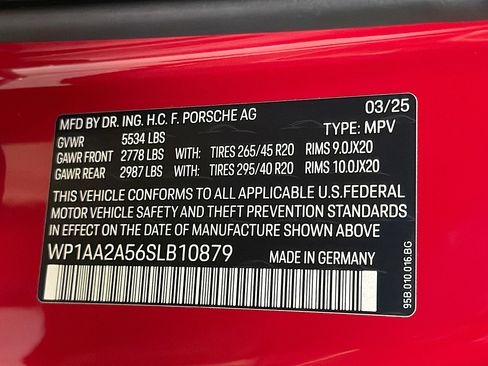 MFD BY DR. ING. H.C. F. PORSCHE AG 03/25
GVWR 5534 LBS TYPE: MPV
GAWR FRONT 2778 LBS WITH: TIRES 265/45 R20 RIMS 9.0JX20
GAWR REAR 2987 LBS WITH: TIRES 295/40 R20 RIMS 10.0JX20
THIS VEHICLE CONFORMS TO ALL APPLICABLE U.S.FEDERAL
MOTOR VEHICLE SAFETY AND THEFT PREVENTION STANDARDS
IN EFFECT ON THE DATE OF MANUFACTURE SHOWN ABOVE
WP1AA2A56SLB10879
MADE IN GERMANY
95B.010.016.BG